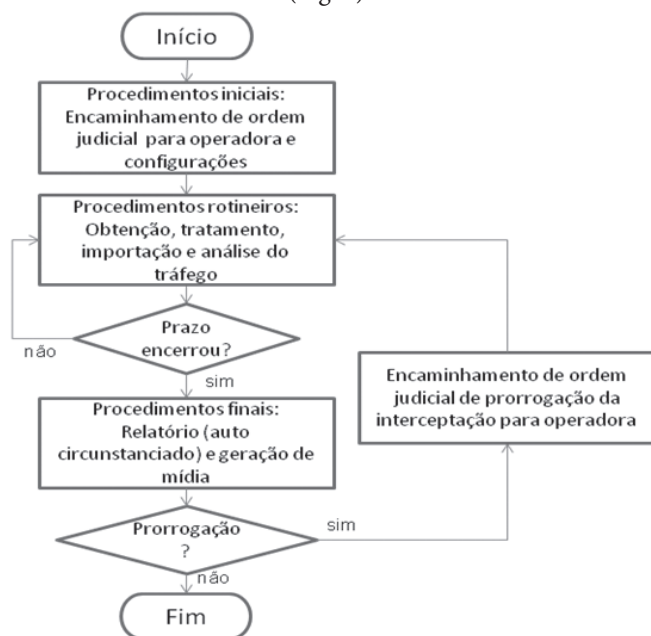 Início
Procedimentos iniciais:
Encaminhamento de ordem
judicial para operadora e
configurações
Procedimentos rotineiros:
Obtenção, tratamento,
importação e análise do
tráfego
Prazo
encerrou?
não
sim
Encaminhamento de ordem
judicial de prorrogação da
interceptação para operadora
Procedimentos finais:
Relatório (auto
circunstanciado) e geração de
mídia
Prorrogação
?
sim
não
Fim